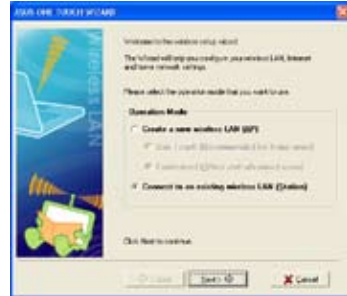 ASUS ONE TOUCH WIZARD
Wireless LAN
Welcome to the wireless setup wizard.
The Wizard will help you configure your wireless LAN, Internet
and home network settings.
Please select the operation mode that you want to use.
Operation Mode
Create a new wireless LAN (AP)
Connect to an existing wireless LAN (Station)
Click Next to continue.
Next
Cancel